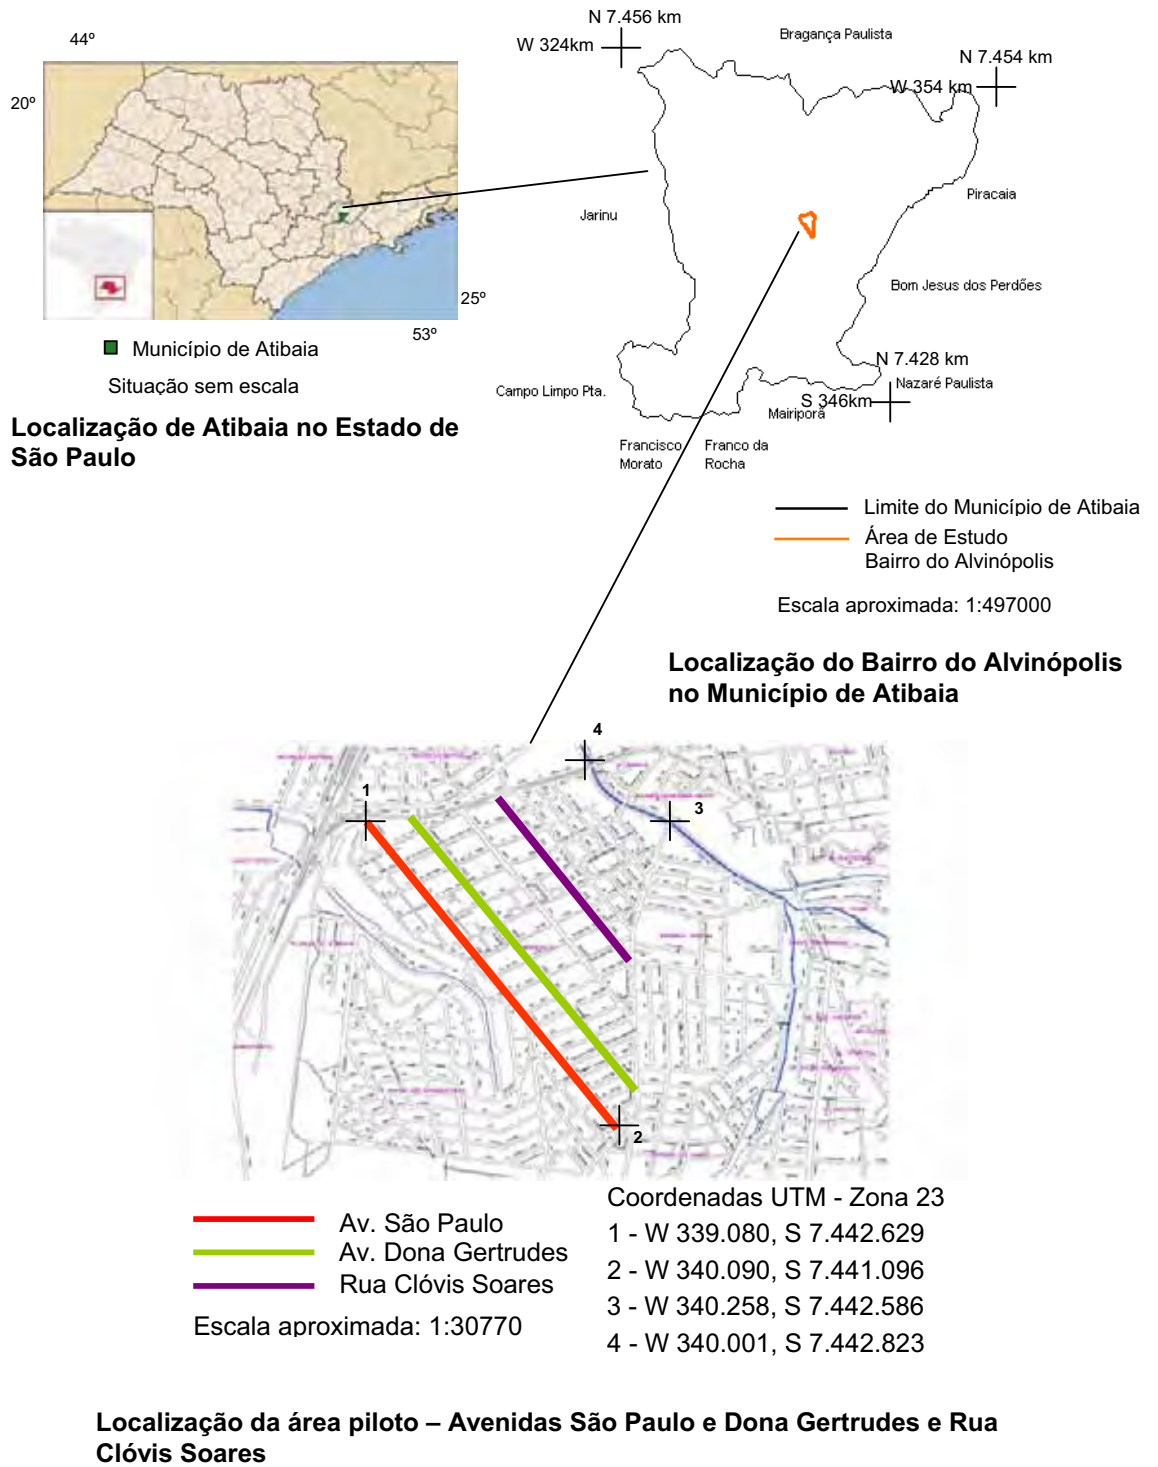 44º
20º
25º
53º
Município de Atibaia
Situação sem escala
Localização de Atibaia no Estado de
São Paulo
N 7.456 km
W 324km
Bragança Paulista
N 7.454 km
W 354 km
Piracaia
Jarinu
Bom Jesus dos Perdões
N 7.428 km
Nazaré Paulista
S 346km
Campo Limpo Pta.
Mairiporã
Francisco
Morato
Franco da
Rocha
Limite do Município de Atibaia
Área de Estudo
Bairro do Alvinópolis
Escala aproximada: 1:497000
Localização do Bairro do Alvinópolis
no Município de Atibaia
4
1
3
2
Av. São Paulo
Av. Dona Gertrudes
Rua Clóvis Soares
Escala aproximada: 1:30770
Coordenadas UTM - Zona 23
1 - W 339.080, S 7.442.629
2 - W 340.090, S 7.441.096
3 - W 340.258, S 7.442.586
4 - W 340.001, S 7.442.823
Localização da área piloto – Avenidas São Paulo e Dona Gertrudes e Rua
Clóvis Soares